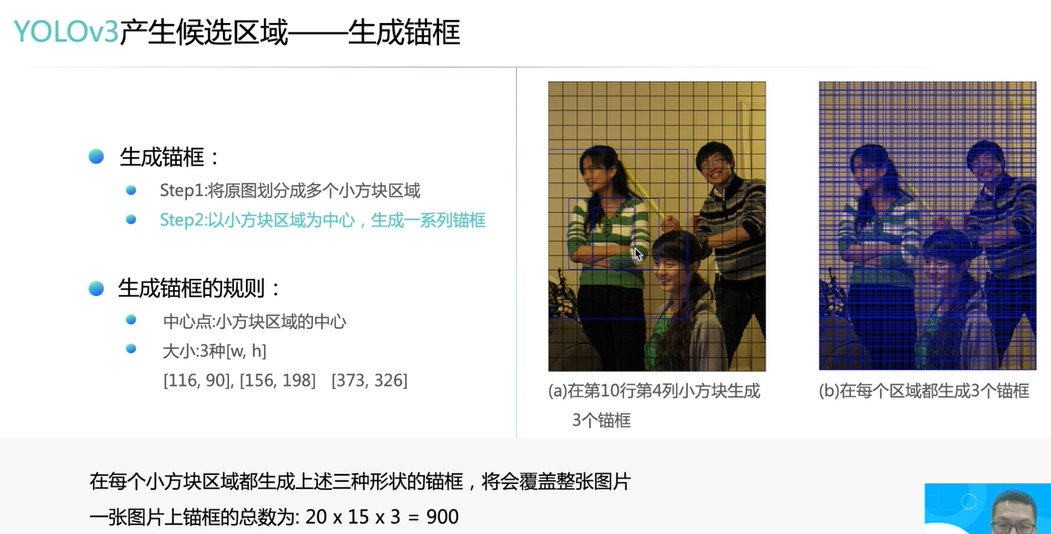 YOLOv3产生候选区域——生成锚框
生成锚框：
Step1:将原图划分成多个小方块区域
Step2:以小方块区域为中心，生成一系列锚框
生成锚框的规则：
中心点:小方块区域的中心
大小:3种[w, h]
[116, 90], [156, 198] [373, 326]
(a)在第10行第4列小方块生成
3个锚框
(b)在每个区域都生成3个锚框
在每个小方块区域都生成上述三种形状的锚框，将会覆盖整张图片
一张图片上锚框的总数为: 20 x 15 x 3 = 900